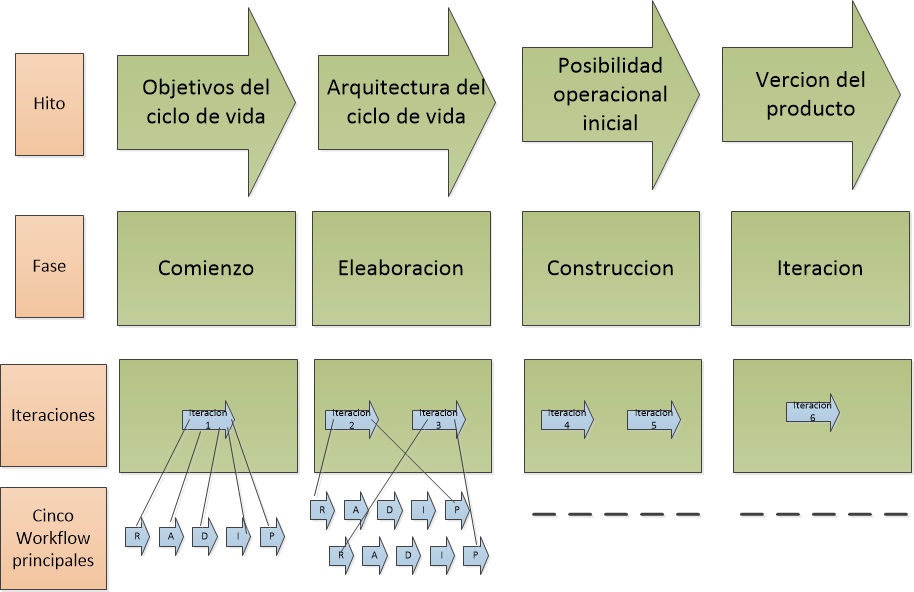 Hito
Objetivos del
ciclo de vida
Arquitectura del
ciclo de vida
Posibilidad
operacional
inicial
Vercion del
producto
Fase
Comienzo
Eleaboracion
Construccion
Iteracion
Iteraciones
Iteracion
1
Iteracion
2
Iteracion
3
Iteracion
4
Iteracion
5
Iteracion
6
Cinco
Workflow
principales
R A D I P
R A D I P
R A D I P